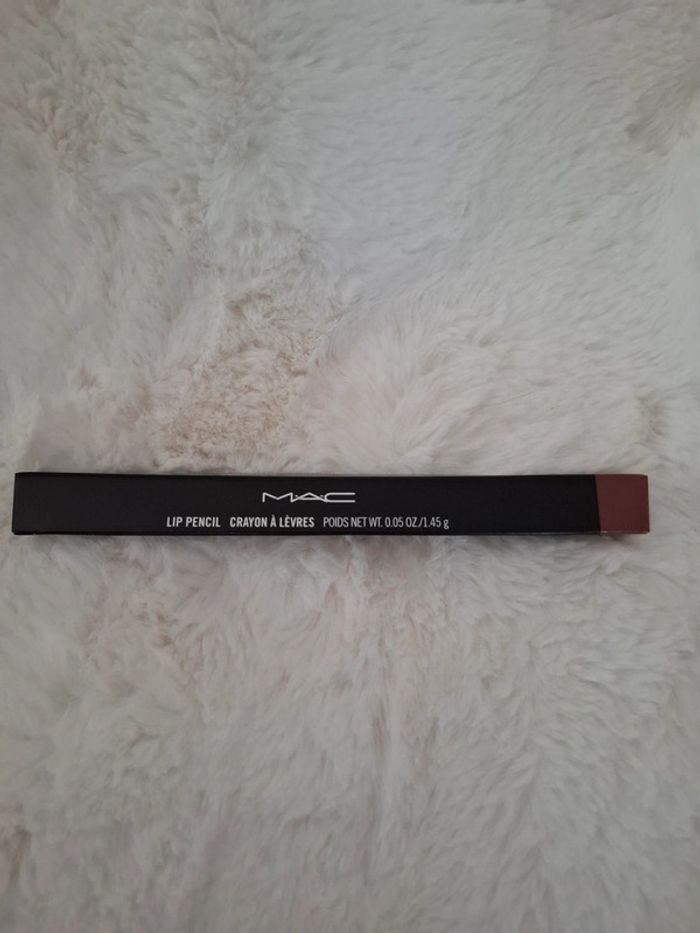 MAC
LIP PENCIL CRAYON À LÈVRES POIDS NET WT. 0.05 OZ./1.45 g